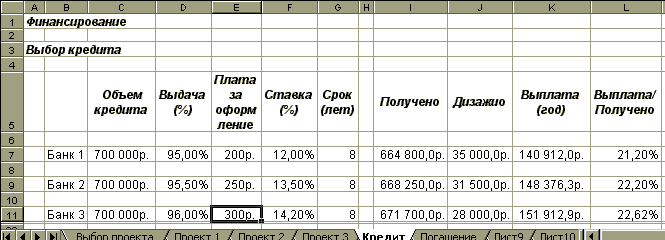 A B C D E F G H I J K L
1 Финансирование
2
3 Выбор кредита
4
5 Объем кредита Выдача (%) Плата за оформ ление Ставка (%) Срок (лет) Получено Дизажио Выплата (год) Выплата/ Получено
6
7 Банк 1 700 000р. 95,00% 200р. 12,00% 8 664 800,0р. 35 000,0р. 140 912,0р. 21,20%
8
9 Банк 2 700 000р. 95,50% 250р. 13,50% 8 668 250,0р. 31 500,0р. 148 376,3р. 22,20%
10
11 Банк 3 700 000р. 96,00% 300р. 14,20% 8 671 700,0р. 28 000,0р. 151 912,9р. 22,62%
Выбор проекта Проект 1 Проект 2 Проект 3 Кредит Погашение Лист9 Лист10